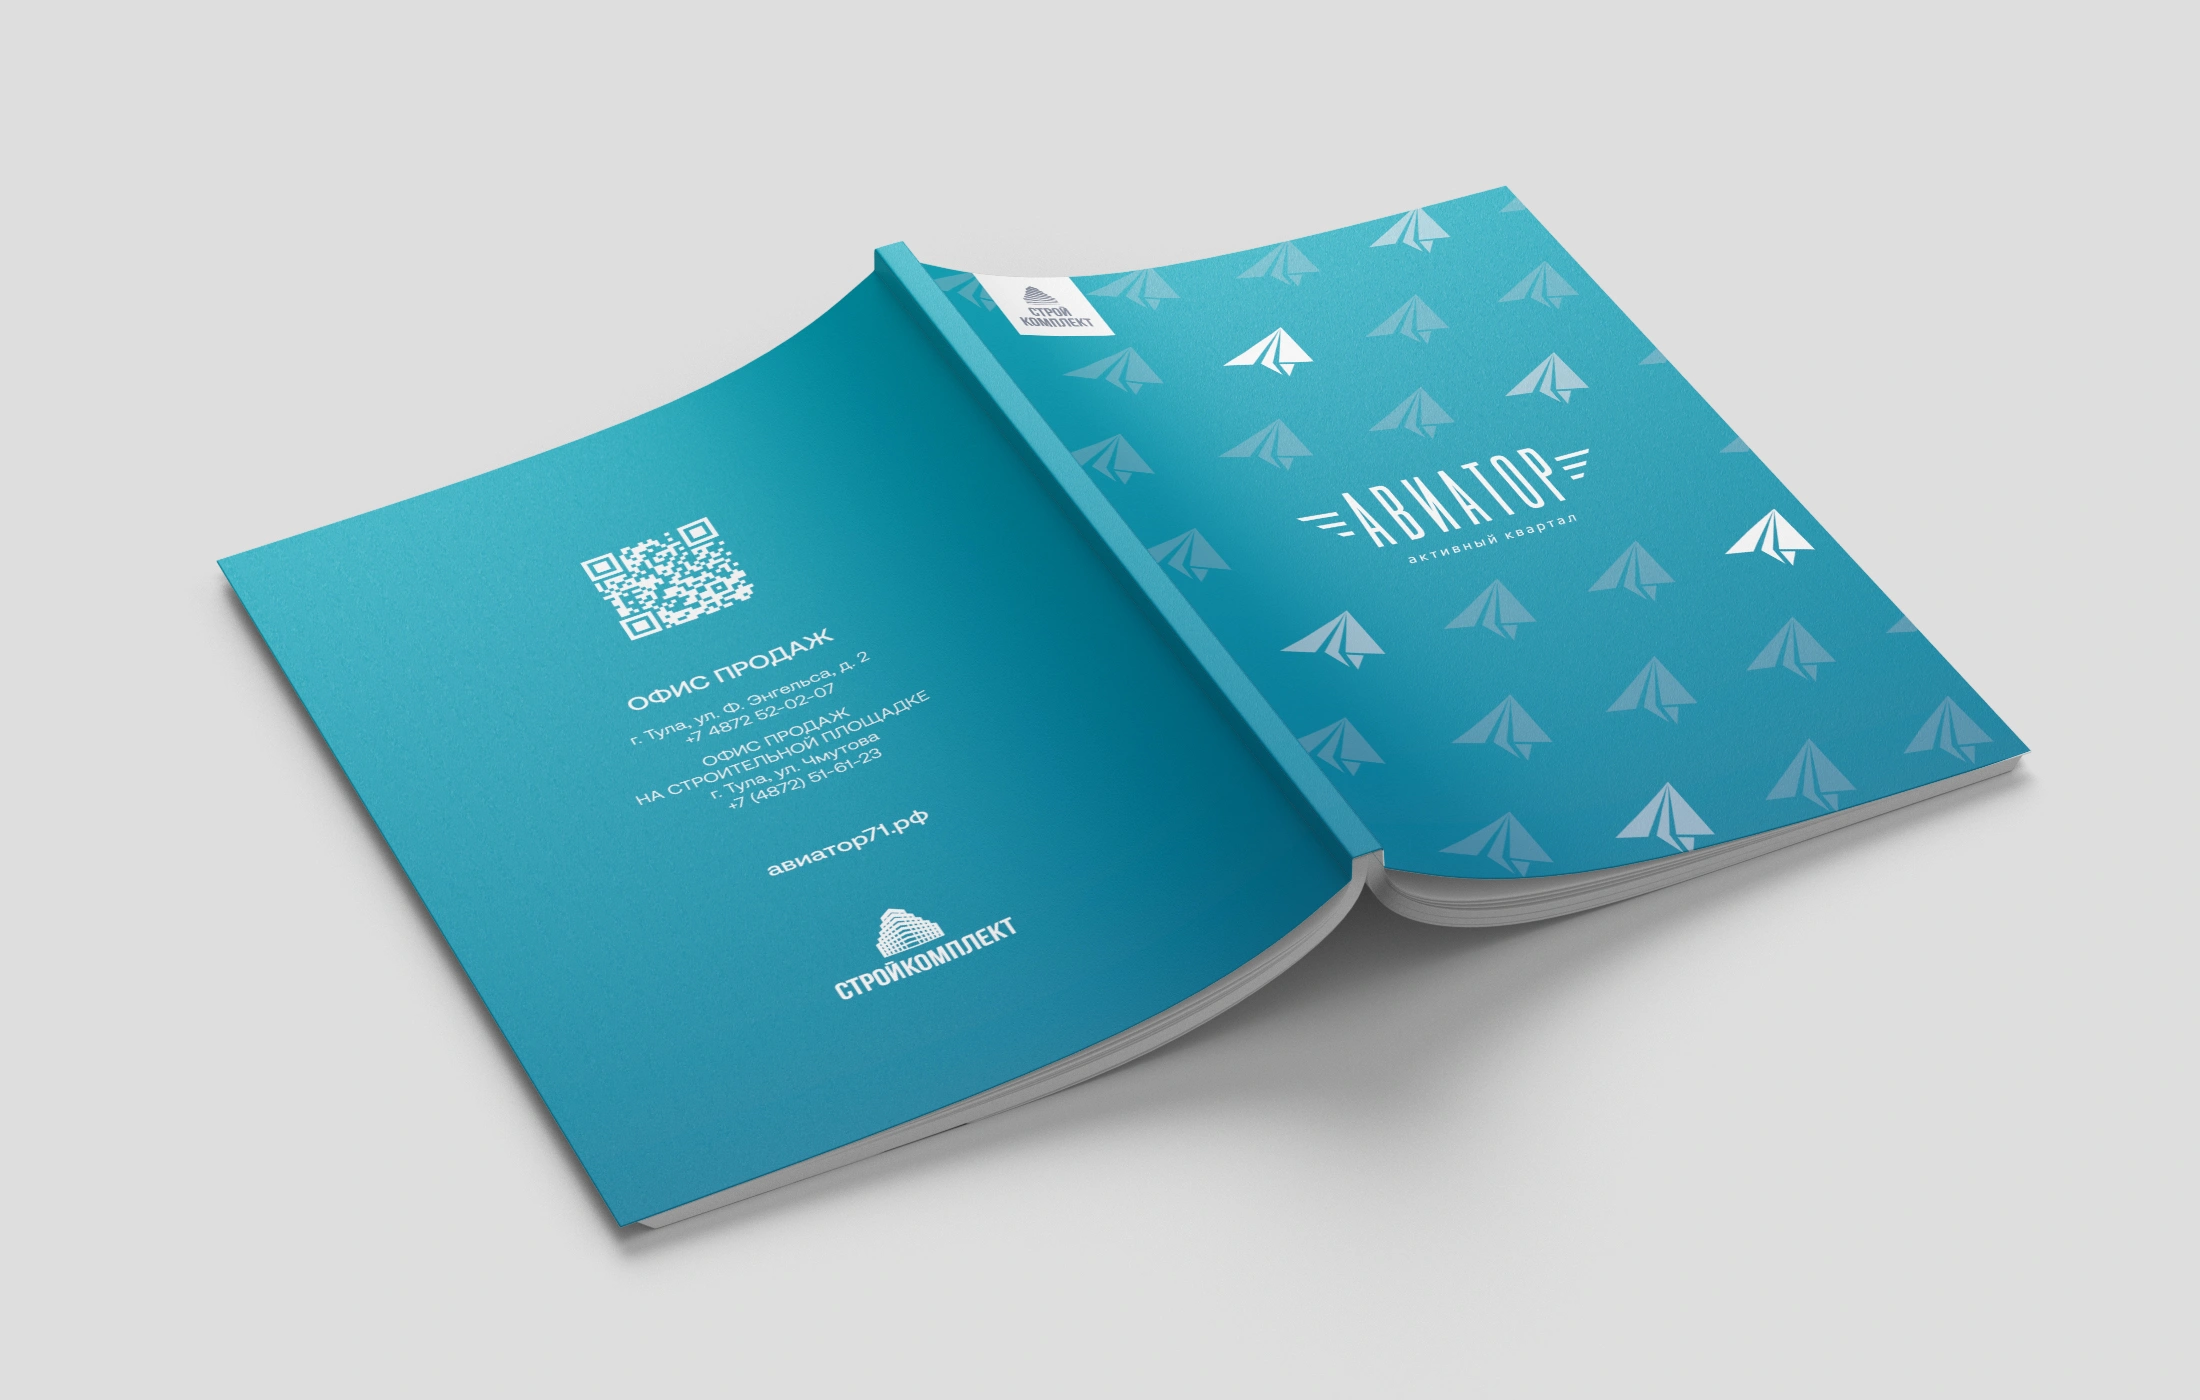 ОФИС ПРОДАЖ
г. Тула, ул. Ф. Энгельса, д. 2
+7 4872 52-02-07
ОФИС ПРОДАЖ
НА СТРОИТЕЛЬНОЙ ПЛОЩАДКЕ
г. Тула, ул. Чмутова
+7 (4872) 51-61-23
авиатор71.рф
СТРОЙКОМПЛЕКТ
СТРОЙ
КОМПЛЕКТ
АВИАТОР
активный квартал